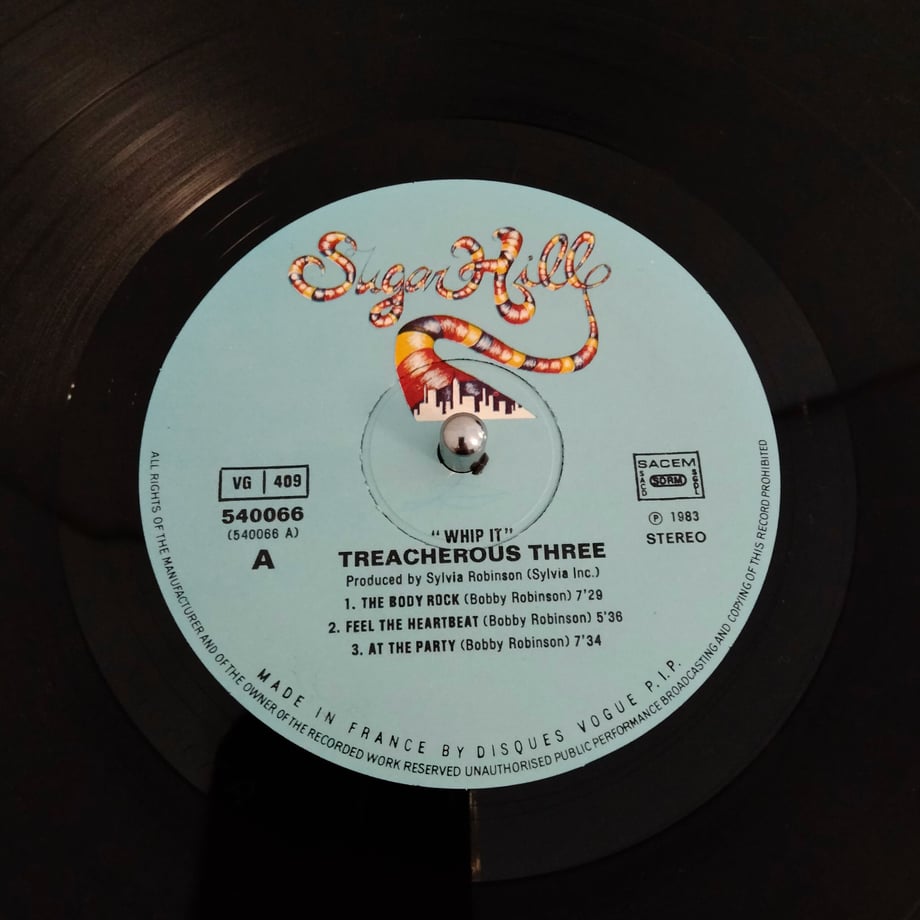 Sugar Hill
VG | 409
540066
(540066 A)
A
SACEM
SACD
SDRM
SGDL
℗ 1983
STEREO
"WHIP IT"
TREACHEROUS THREE
Produced by Sylvia Robinson (Sylvia Inc.)
1. THE BODY ROCK (Bobby Robinson) 7'29
2. FEEL THE HEARTBEAT (Bobby Robinson) 5'36
3. AT THE PARTY (Bobby Robinson) 7'34
MADE IN FRANCE BY DISQUES VOGUE P.I.P.
ALL RIGHTS OF THE MANUFACTURER AND OF THE OWNER OF THE RECORDED WORK RESERVED UNAUTHORISED PUBLIC PERFORMANCE BROADCASTING AND COPYING OF THIS RECORD PROHIBITED